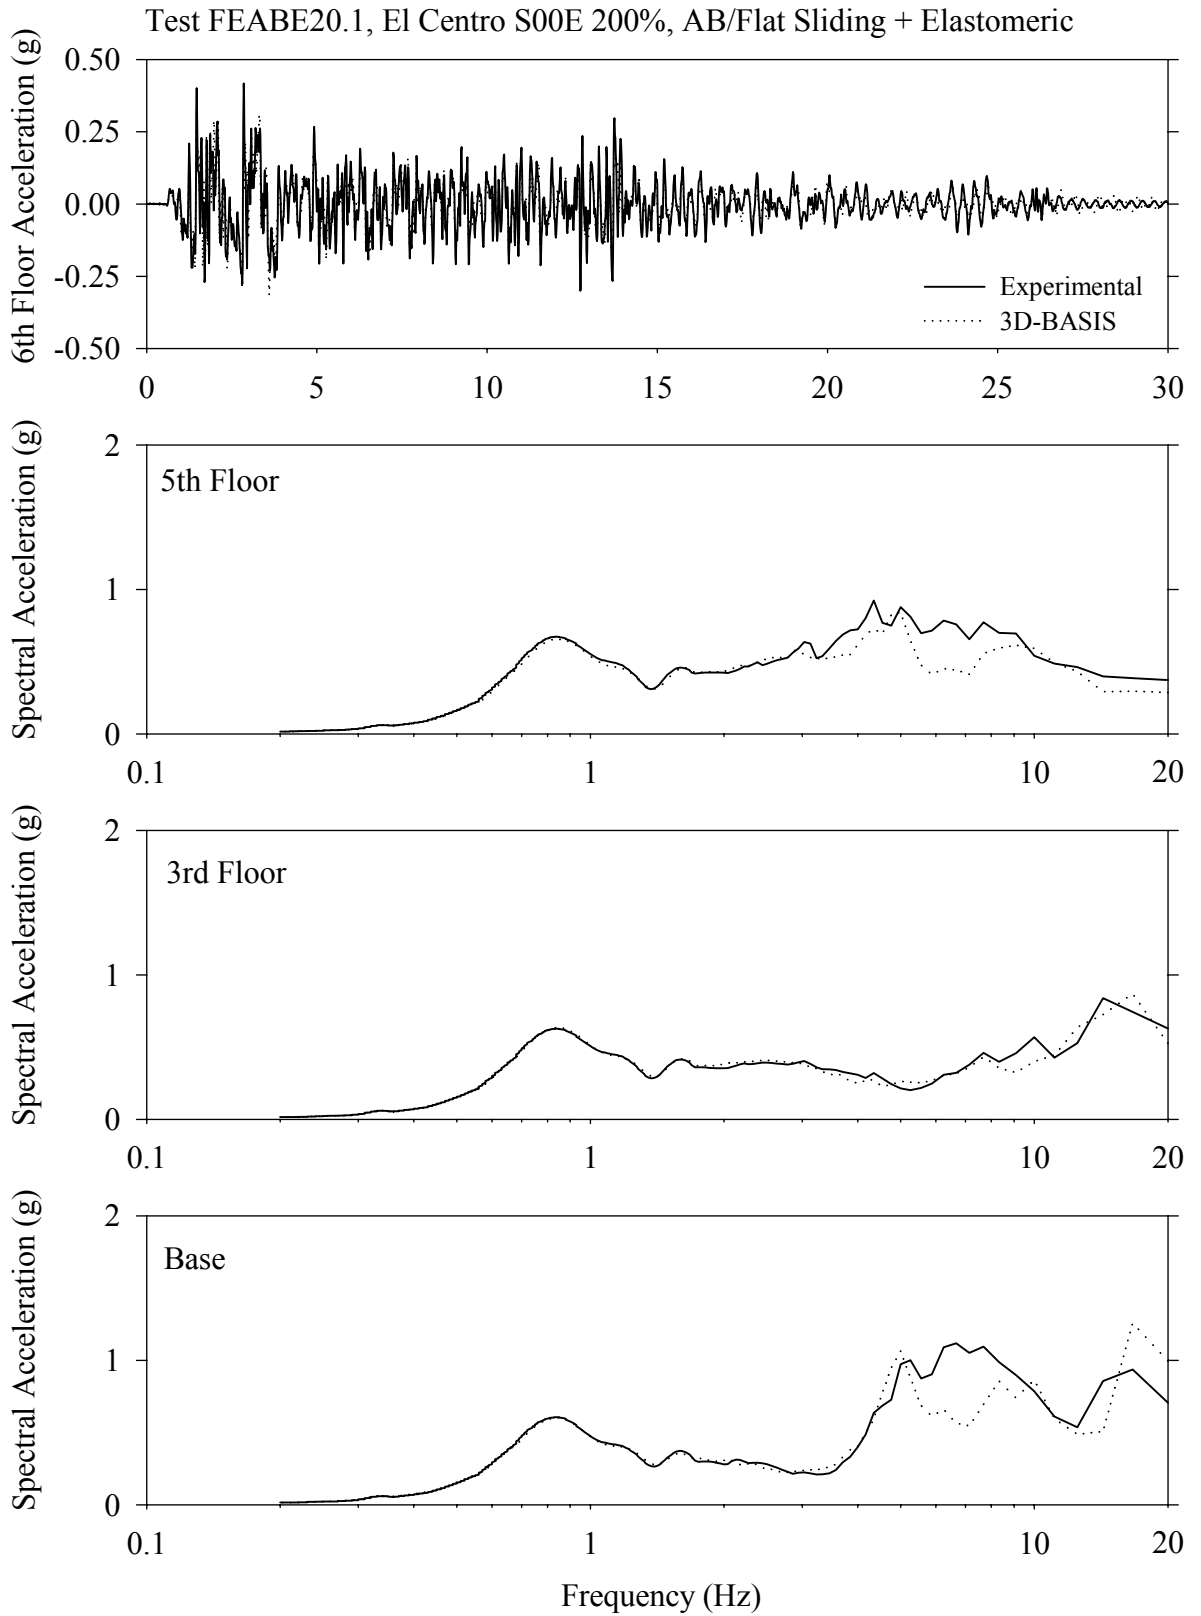 Test FEABE20.1, El Centro S00E 200%, AB/Flat Sliding + Elastomeric
6th Floor Acceleration (g)
0.50
0.25
0.00
-0.25
-0.50
Experimental
3D-BASIS
0 5 10 15 20 25 30
Spectral Acceleration (g)
2
5th Floor
1
0
0.1 1 10 20
Spectral Acceleration (g)
2
3rd Floor
1
0
0.1 1 10 20
Spectral Acceleration (g)
2
Base
1
0
0.1 1 10 20
Frequency (Hz)